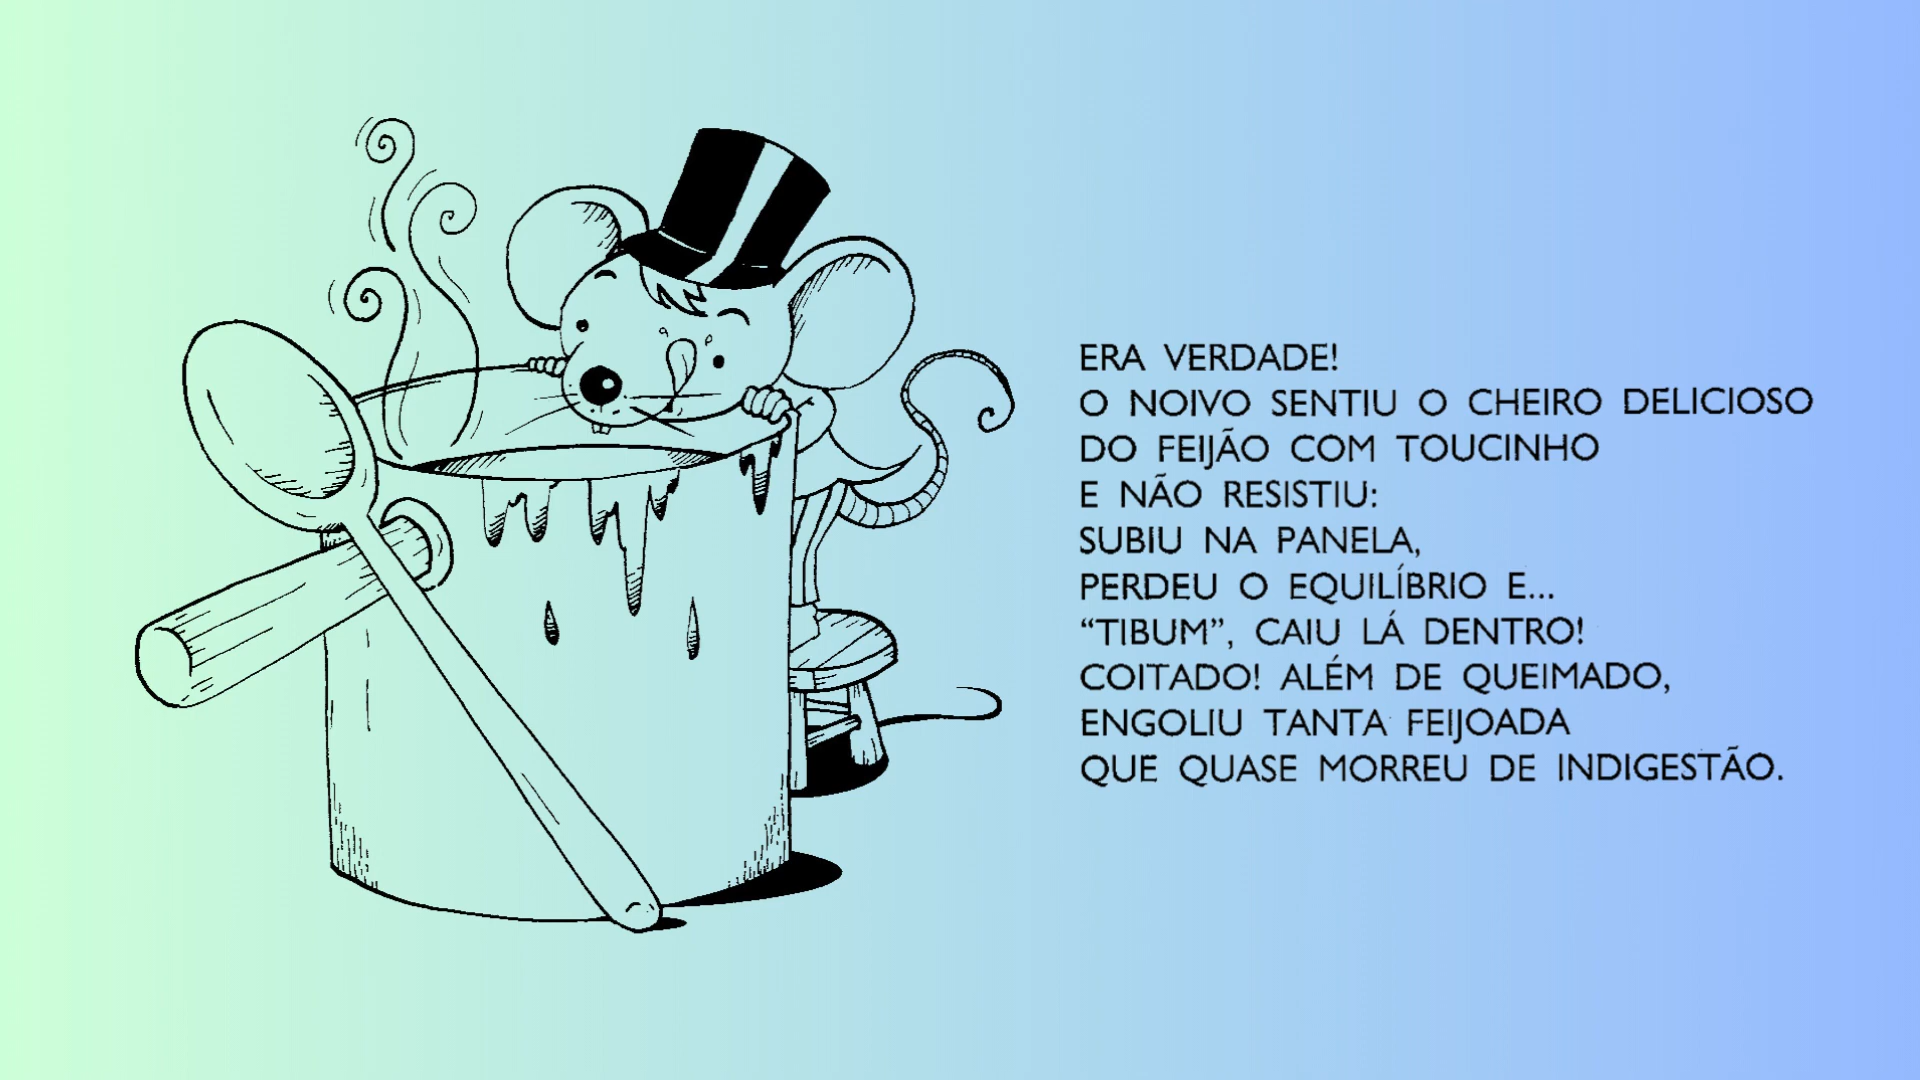 ERA VERDADE!
O NOIVO SENTIU O CHEIRO DELICIOSO
DO FEIJÃO COM TOUCINHO
E NÃO RESISTIU:
SUBIU NA PANELA,
PERDEU O EQUILÍBRIO E...
“TIBUM”, CAIU LÁ DENTRO!
COITADO! ALÉM DE QUEIMADO,
ENGOLIU TANTA FEIJOADA
QUE QUASE MORREU DE INDIGESTÃO.